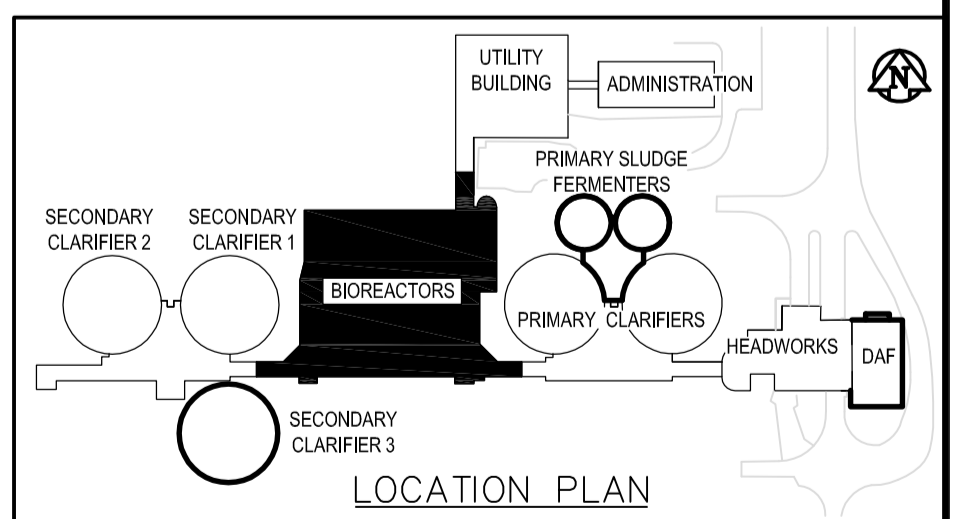 UTILITY
BUILDING
ADMINISTRATION
N
PRIMARY SLUDGE
FERMENTERS
SECONDARY
CLARIFIER 2
SECONDARY
CLARIFIER 1
BIOREACTORS
PRIMARY CLARIFIERS
HEADWORKS
DAF
SECONDARY
CLARIFIER 3
LOCATION PLAN